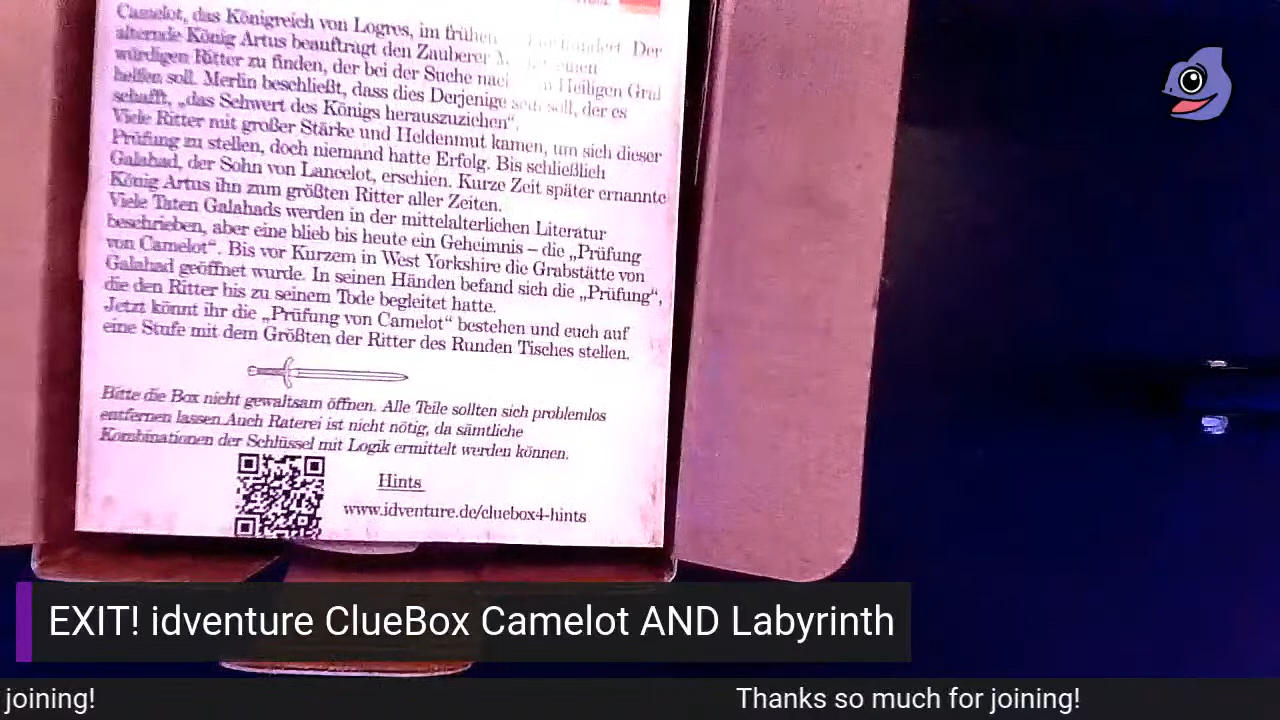 Camelot, das Königreich von Logres, im frühen Der
alternde König Artus beauftragt den Zauberer einen
würdigen Ritter zu finden, der bei der Suche nach Heiligen Gral
helfen soll. Merlin beschließt, dass dies Derjenige sein soll, der es
schafft, „das Schwert des Königs herauszuziehen“.
Viele Ritter mit großer Stärke und Heldenmut kamen, um sich dieser
Prüfung zu stellen, doch niemand hatte Erfolg. Bis schließlich
Galahad, der Sohn von Lancelot, erschien. Kurze Zeit später ernannte
König Artus ihn zum größten Ritter aller Zeiten.
Viele Taten Galahads werden in der mittelalterlichen Literatur
beschrieben, aber eine blieb bis heute ein Geheimnis – die „Prüfung
von Camelot“. Bis vor Kurzem in West Yorkshire die Grabstätte von
Galahad geöffnet wurde. In seinen Händen befand sich die „Prüfung“,
die den Ritter bis zu seinem Tode begleitet hatte.
Jetzt könnt ihr die „Prüfung von Camelot“ bestehen und euch auf
eine Stufe mit dem Größten der Ritter des Runden Tisches stellen.
Bitte die Box nicht gewaltsam öffnen. Alle Teile sollten sich problemlos
entfernen lassen.Auch Raterei ist nicht nötig, da sämtliche
Kombinationen der Schlüssel mit Logik ermittelt werden können.
Hints
www.idventure.de/cluebox4-hints
EXIT! idventure ClueBox Camelot AND Labyrinth
joining! Thanks so much for joining!